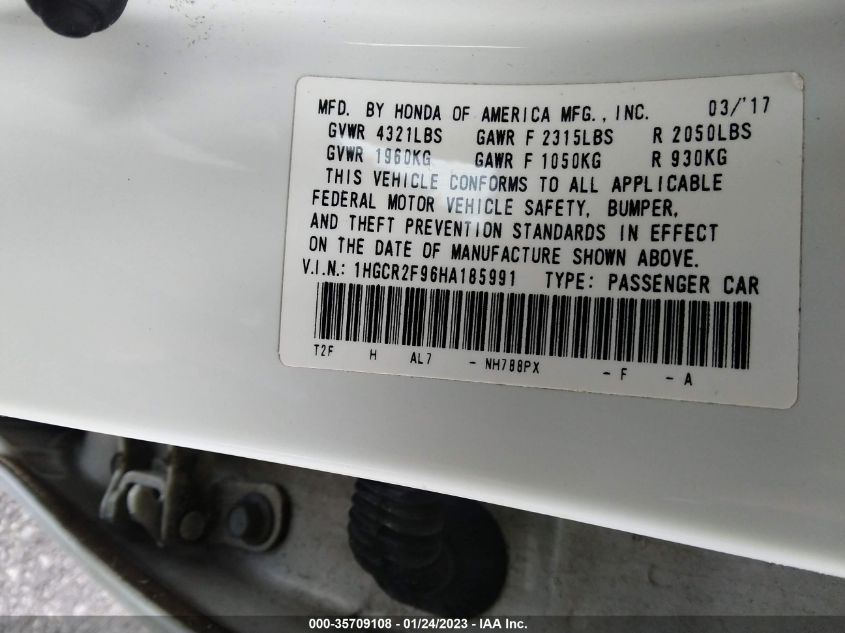 MFD. BY HONDA OF AMERICA MFG., INC. 03/'17
GVWR 4321LBS GAWR F 2315LBS R 2050LBS
GVWR 1960KG GAWR F 1050KG R 930KG
THIS VEHICLE CONFORMS TO ALL APPLICABLE
FEDERAL MOTOR VEHICLE SAFETY, BUMPER,
AND THEFT PREVENTION STANDARDS IN EFFECT
ON THE DATE OF MANUFACTURE SHOWN ABOVE.
V.I.N.: 1HGCR2F96HA185991 TYPE: PASSENGER CAR
T2F H AL7 - NH788PX - F - A
000-35709108 - 01/24/2023 - IAA Inc.